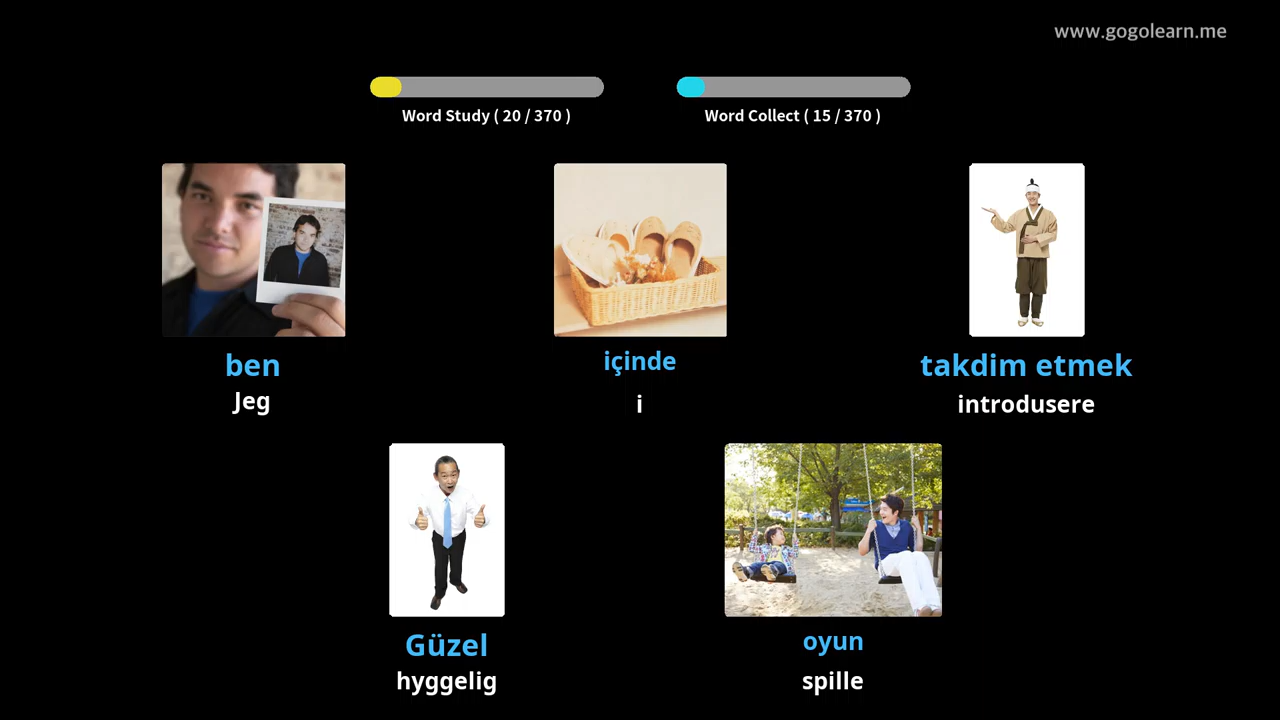 www.gogolearn.me
Word Study ( 20 / 370 )
Word Collect ( 15 / 370 )
ben
Jeg
içinde
i
takdim etmek
introdusere
Güzel
hyggelig
oyun
spille